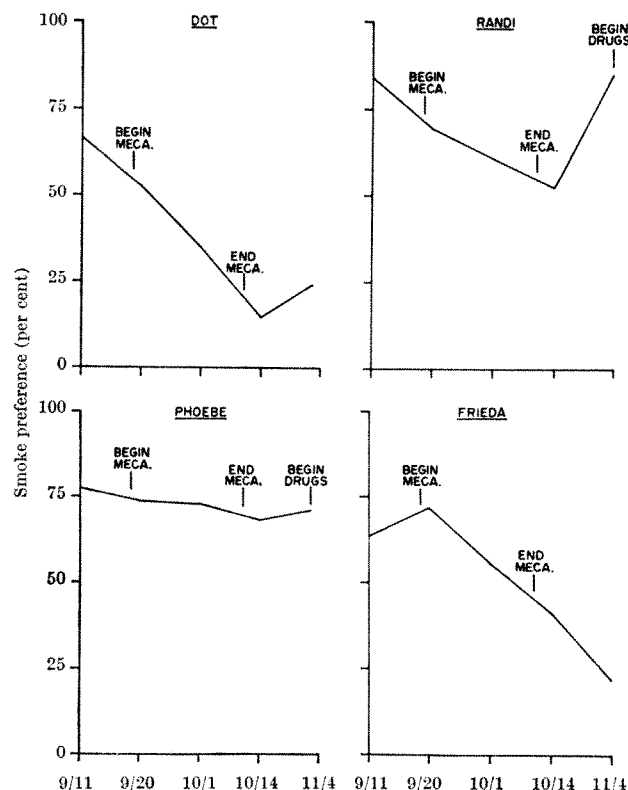 DOT
RANDI
BEGIN
DRUGS
100
75
50
25
0
BEGIN
MECA.
END
MECA.
BEGIN
MECA.
END
MECA.
Smoke preference (per cent)
PHOEBE
FRIEDA
100
75
50
25
0
BEGIN
MECA.
END
MECA.
BEGIN
DRUGS
BEGIN
MECA.
END
MECA.
9/11 9/20 10/1 10/14 11/4
9/11 9/20 10/1 10/14 11/4